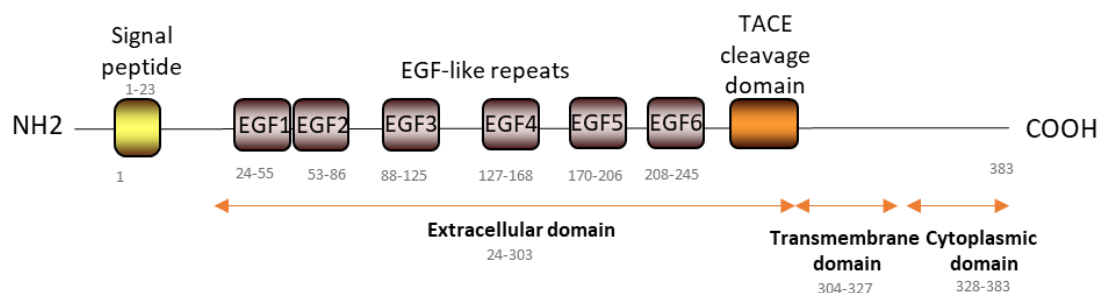 Signal
peptide
1-23
EGF-like repeats
TACE
cleavage
domain
NH2
EGF1
EGF2
EGF3
EGF4
EGF5
EGF6
COOH
1
24-55
53-86
88-125
127-168
170-206
208-245
383
Extracellular domain
24-303
Transmembrane
domain
304-327
Cytoplasmic
domain
328-383